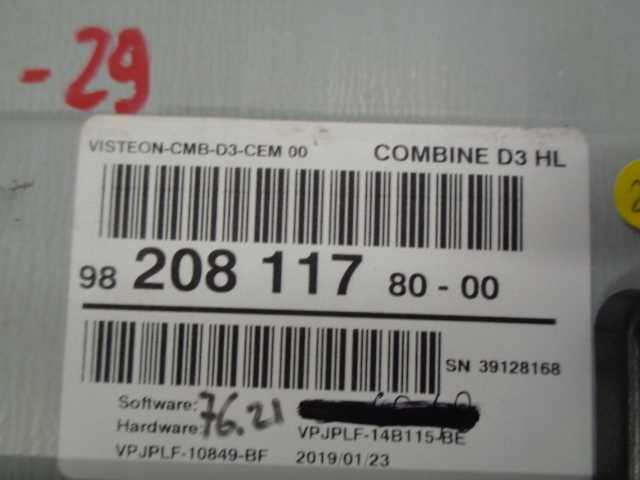 -29
VISTEON-CMB-D3-CEM 00 COMBINE D3 HL
98 208 117 80 - 00
SN 39128168
Software: 76.21
Hardware: VPJPLF-14B115-BE
VPJPLF-10849-BF 2019/01/23